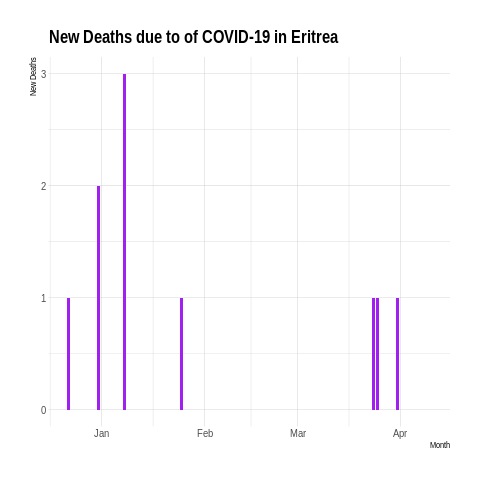 New Deaths due to of COVID-19 in Eritrea
New Deaths
3
2
1
0
Jan Feb Mar Apr
Month